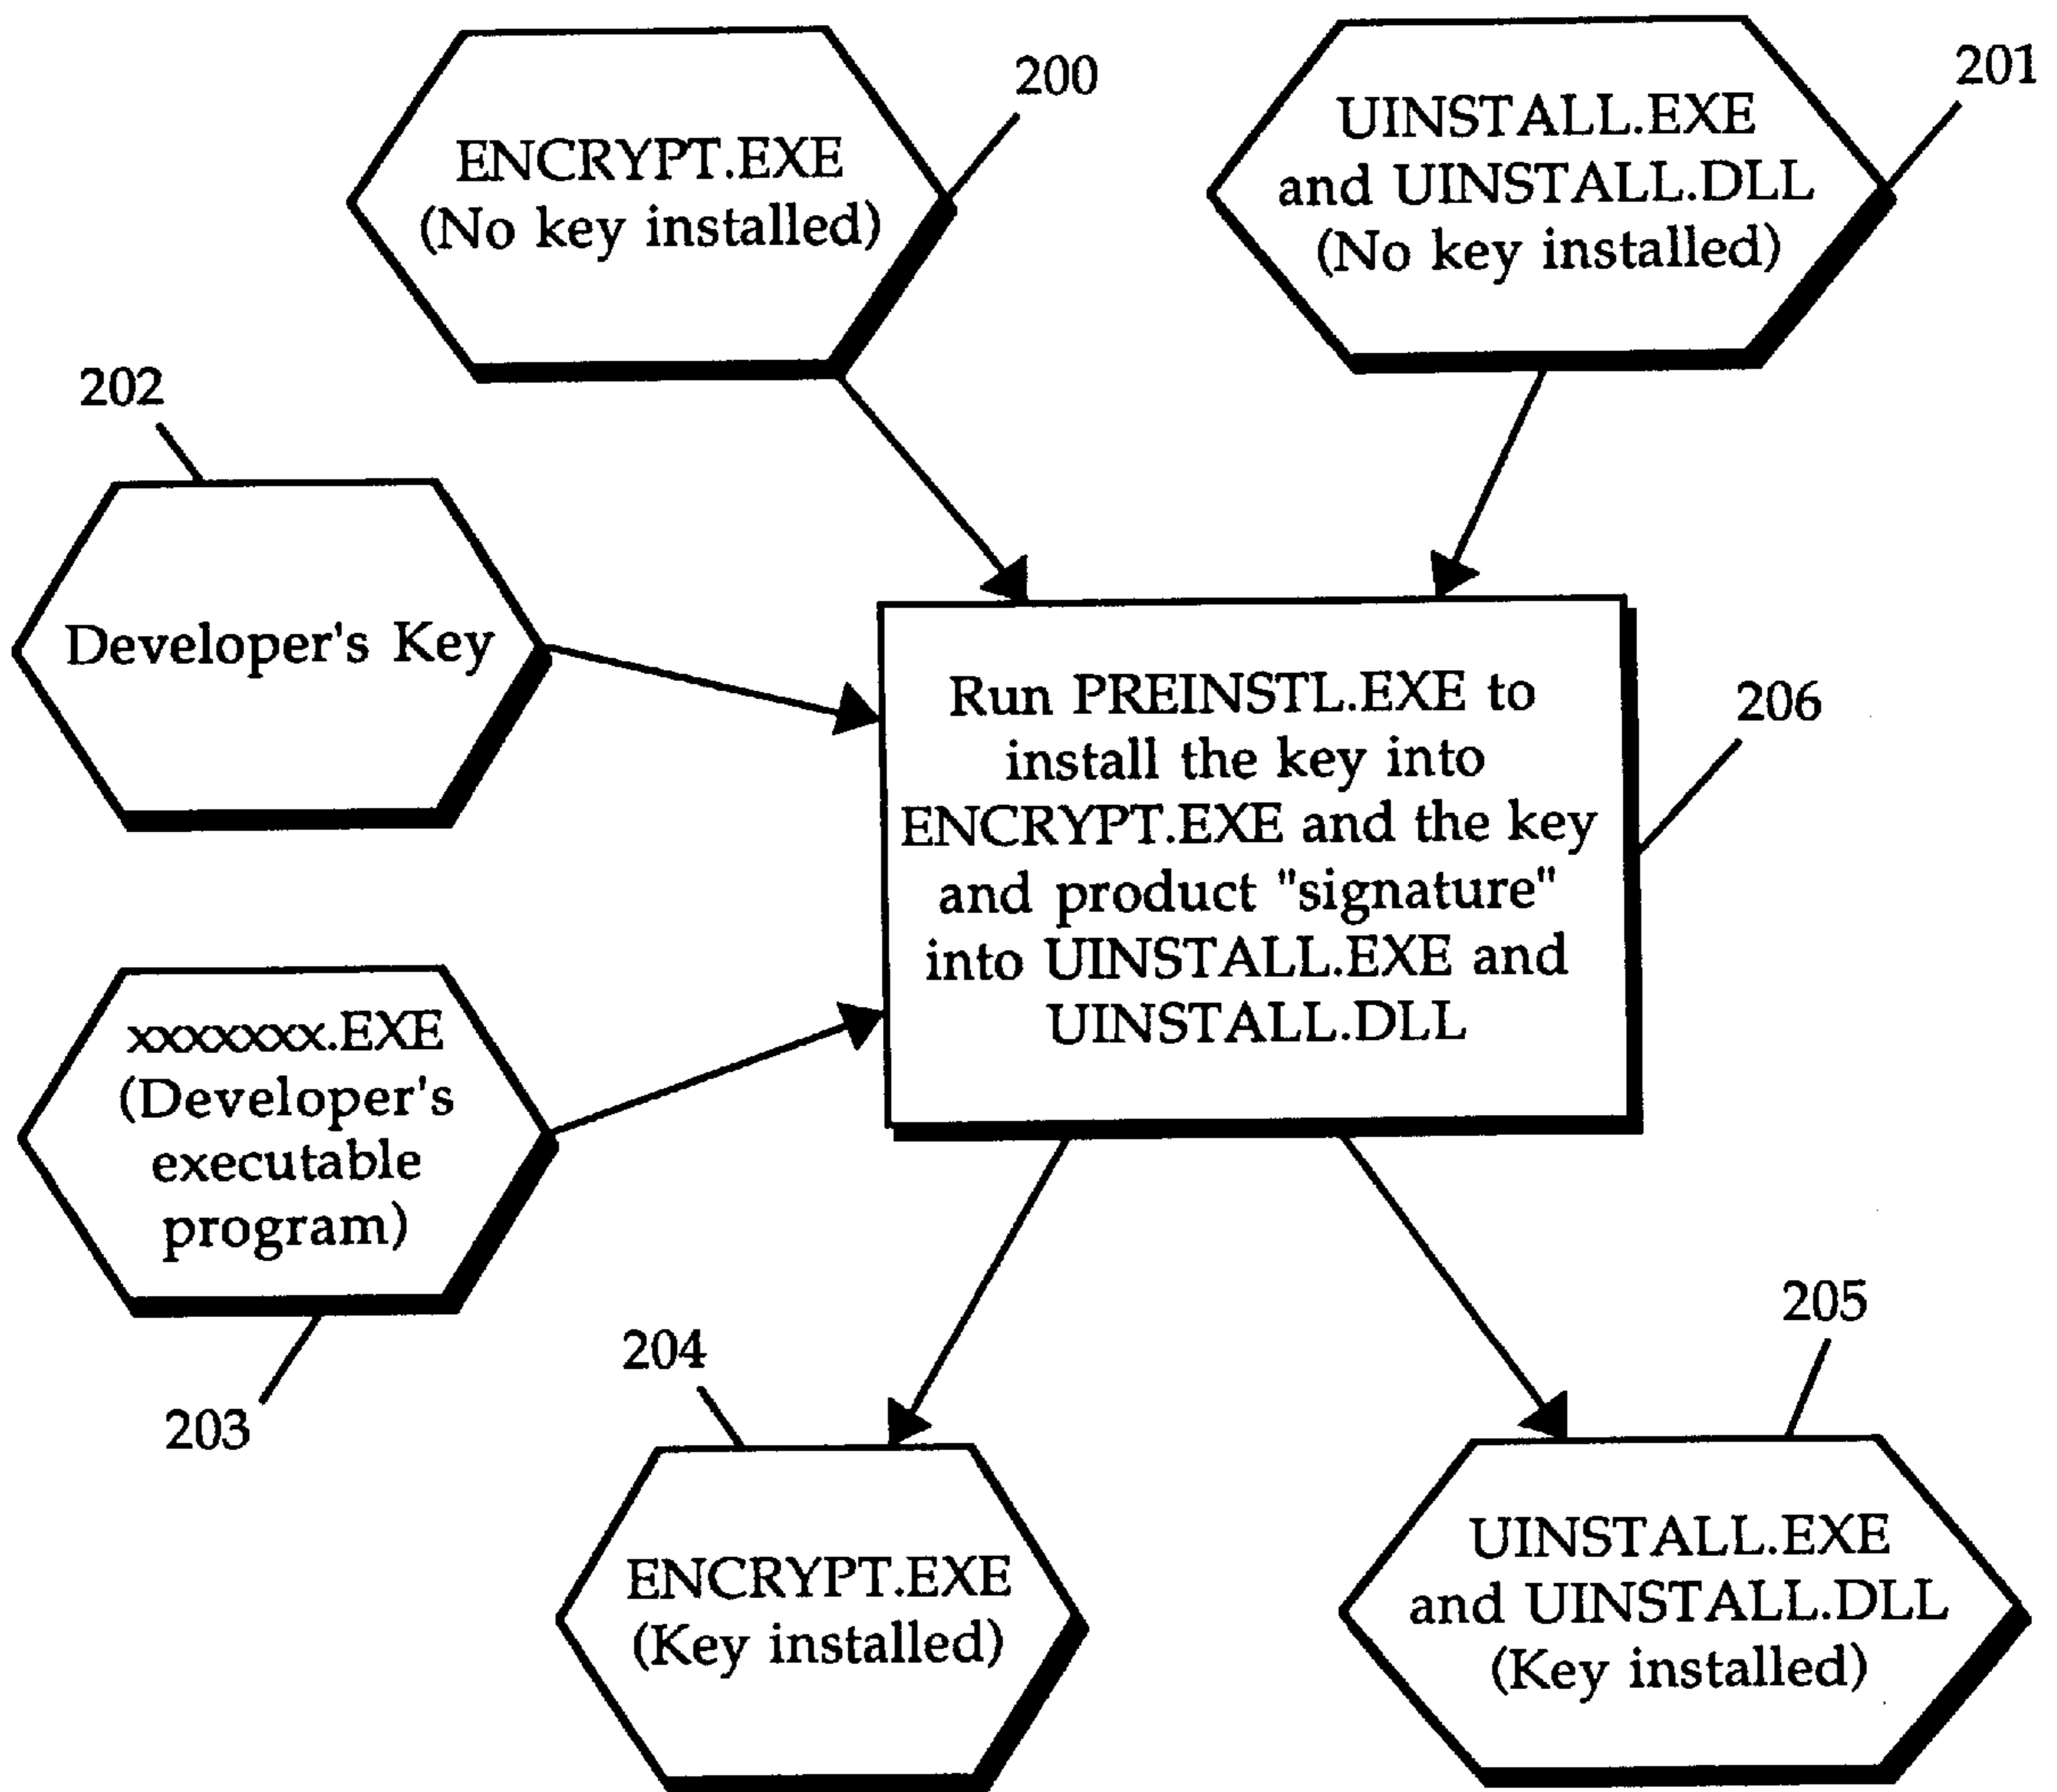 200
ENCRYPT.EXE
(No key installed)
201
UINSTALL.EXE
and UINSTALL.DLL
(No key installed)
202
Developer's Key
206
Run PREINSTL.EXE to
install the key into
ENCRYPT.EXE and the key
and product "signature"
into UINSTALL.EXE and
UINSTALL.DLL
xxxxxxxx.EXE
(Developer's
executable
program)
203
204
ENCRYPT.EXE
(Key installed)
205
UINSTALL.EXE
and UINSTALL.DLL
(Key installed)